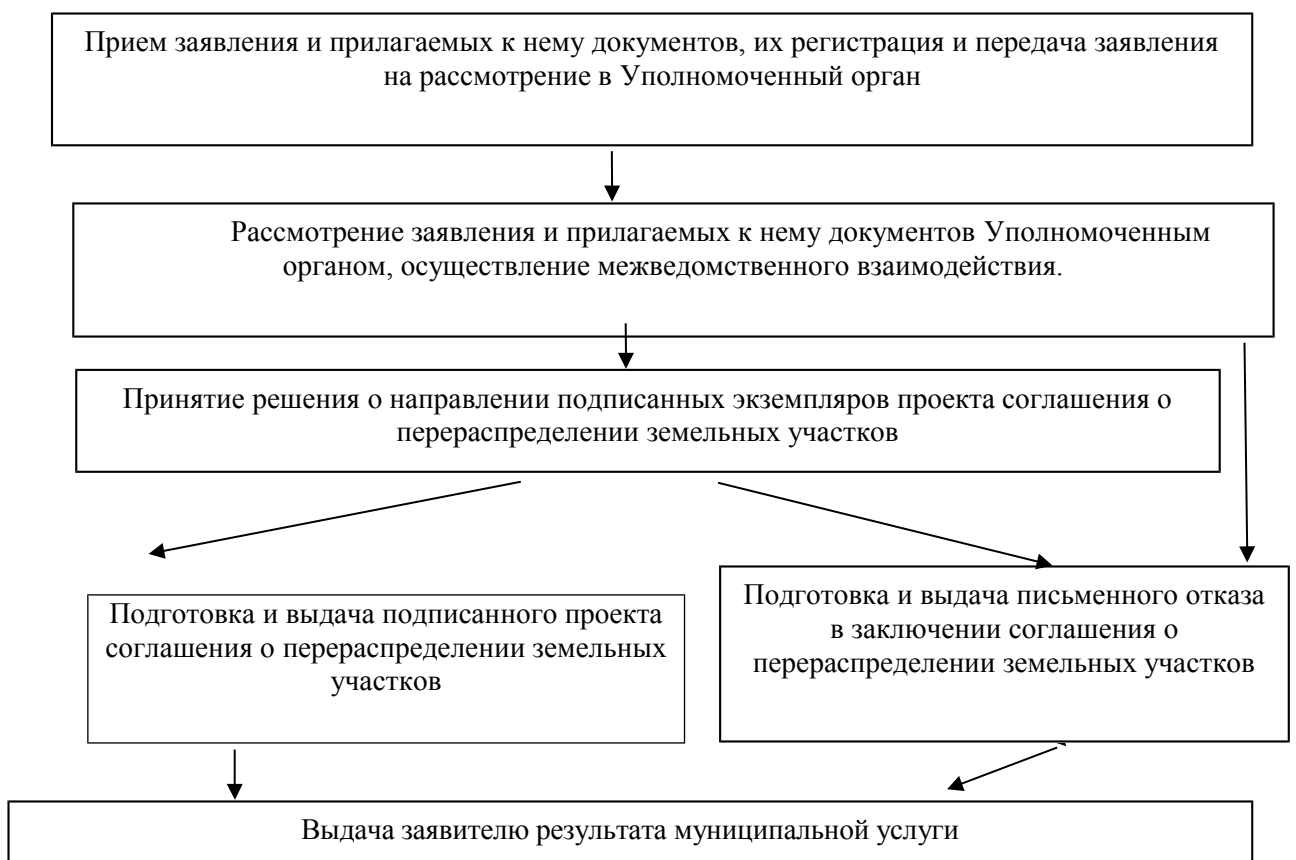 Прием заявления и прилагаемых к нему документов, их регистрация и передача заявления
на рассмотрение в Уполномоченный орган
Рассмотрение заявления и прилагаемых к нему документов Уполномоченным
органом, осуществление межведомственного взаимодействия.
Принятие решения о направлении подписанных экземпляров проекта соглашения о
перераспределении земельных участков
Подготовка и выдача подписанного проекта
соглашения о перераспределении земельных
участков
Подготовка и выдача письменного отказа
в заключении соглашения о
перераспределении земельных участков
Выдача заявителю результата муниципальной услуги